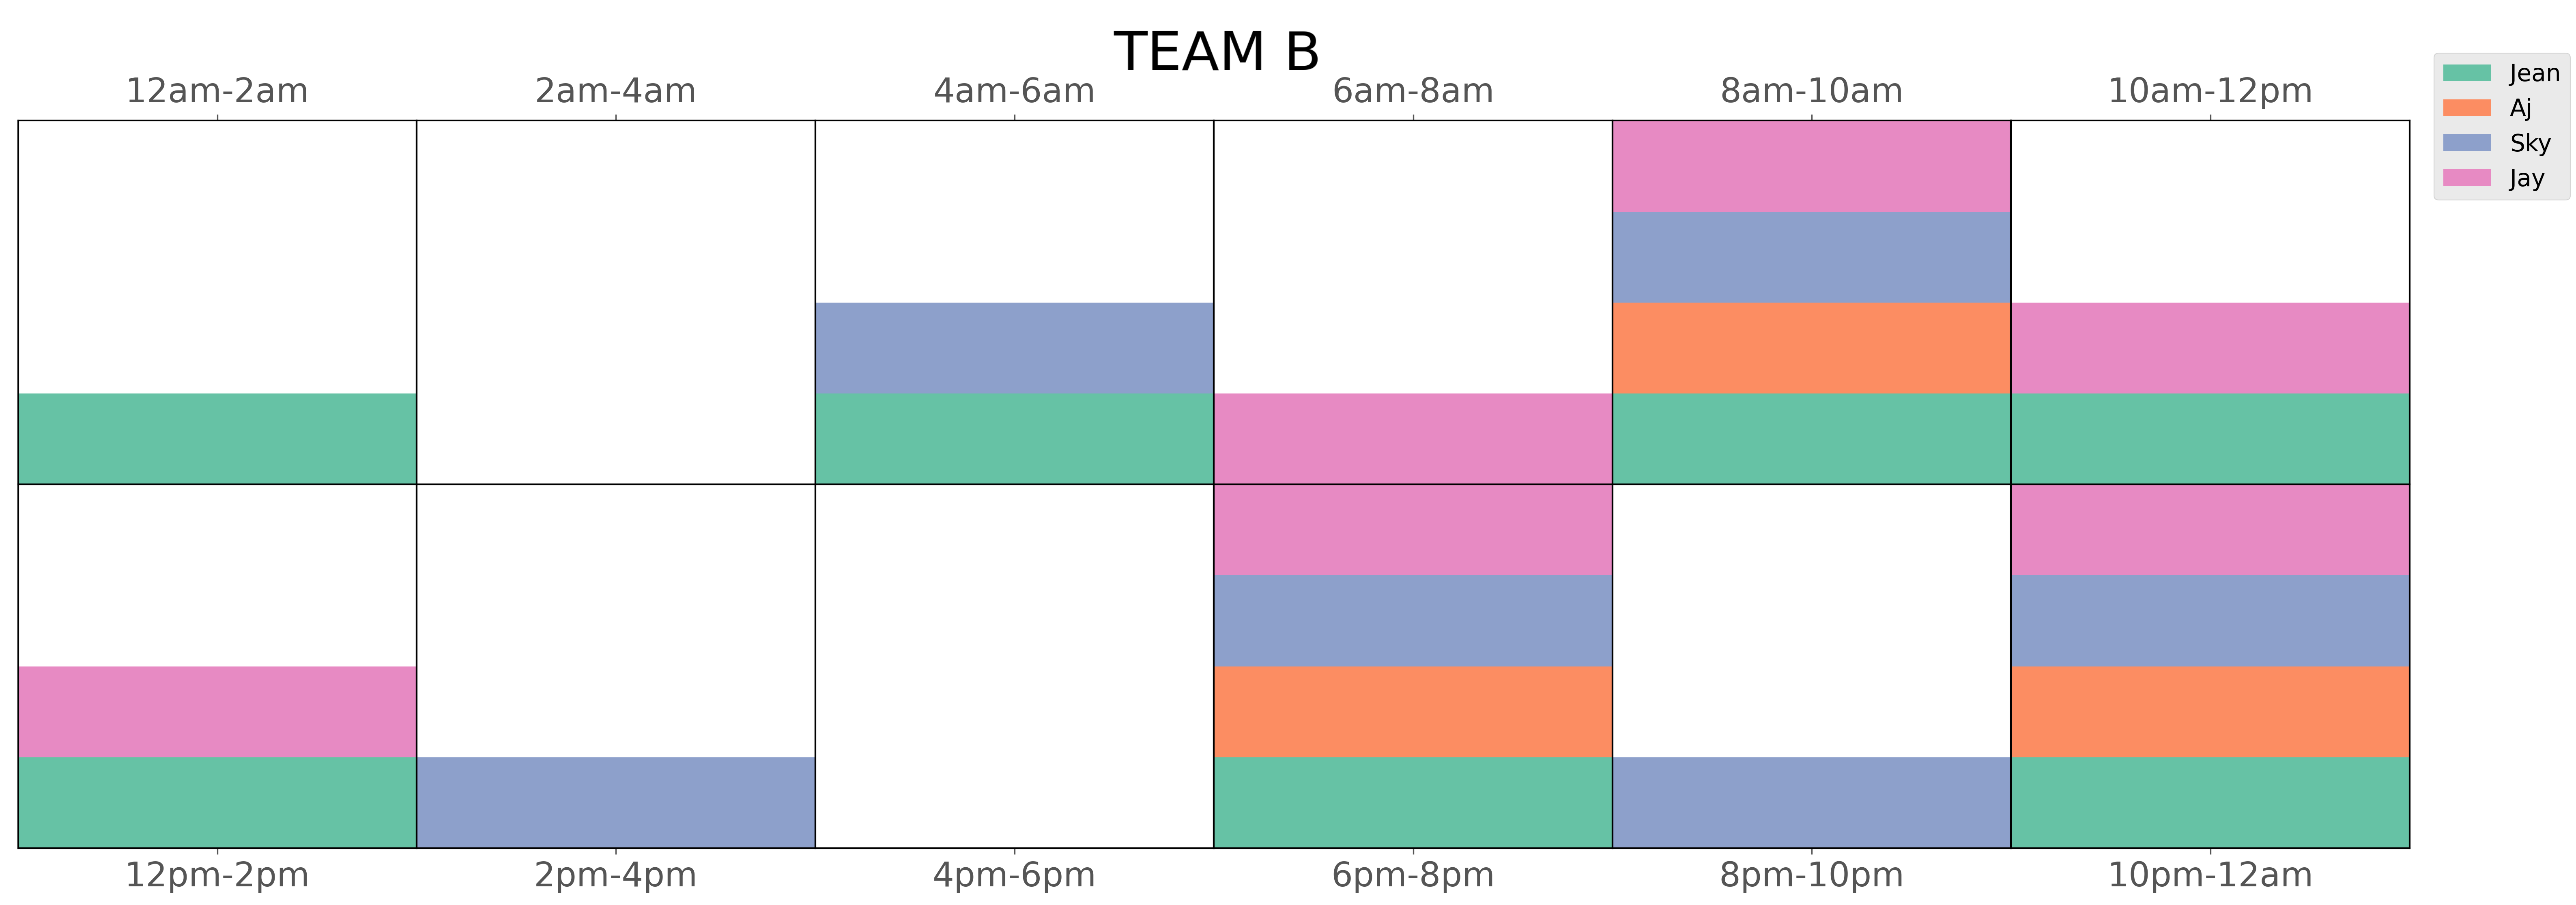 TEAM B
12am-2am 2am-4am 4am-6am 6am-8am 8am-10am 10am-12pm
Jean
Aj
Sky
Jay
12pm-2pm 2pm-4pm 4pm-6pm 6pm-8pm 8pm-10pm 10pm-12am